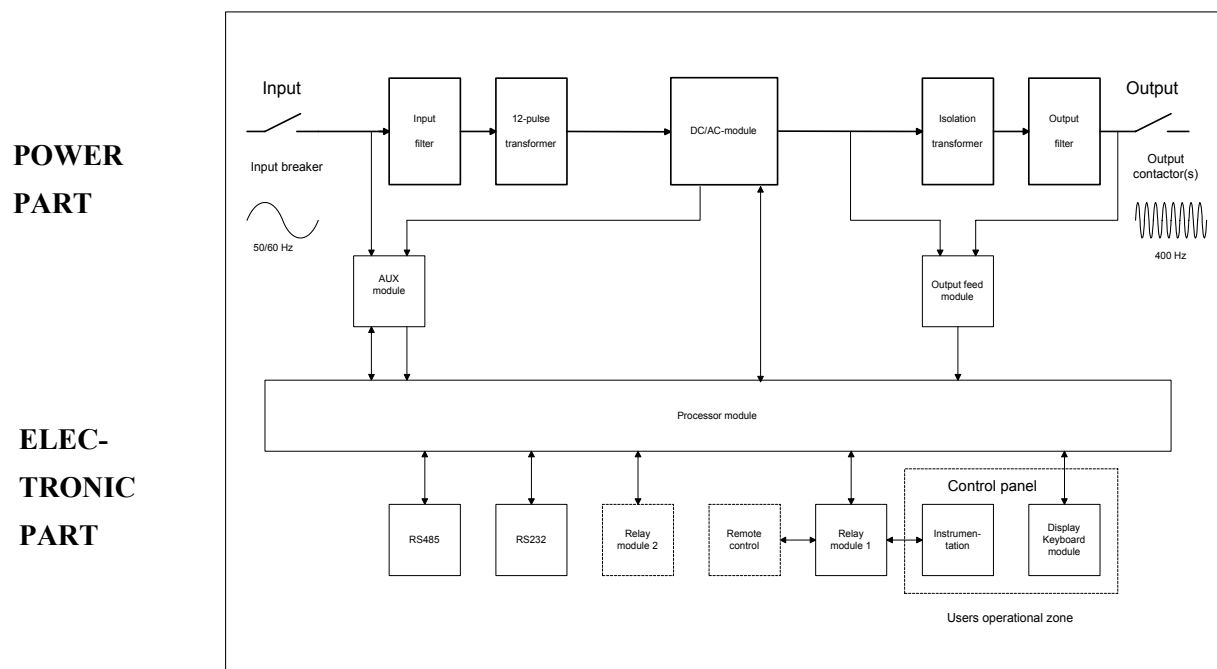 POWER
PART
Input
Input breaker
50/60 Hz
Input
filter
12-pulse
transformer
DC/AC-module
Isolation
transformer
Output
filter
Output
Output
contactor(s)
400 Hz
AUX
module
Output feed
module
ELEC-
TRONIC
PART
Processor module
RS485
RS232
Relay
module 2
Remote
control
Relay
module 1
Control panel
Instrumen-
tation
Display
Keyboard
module
Users operational zone